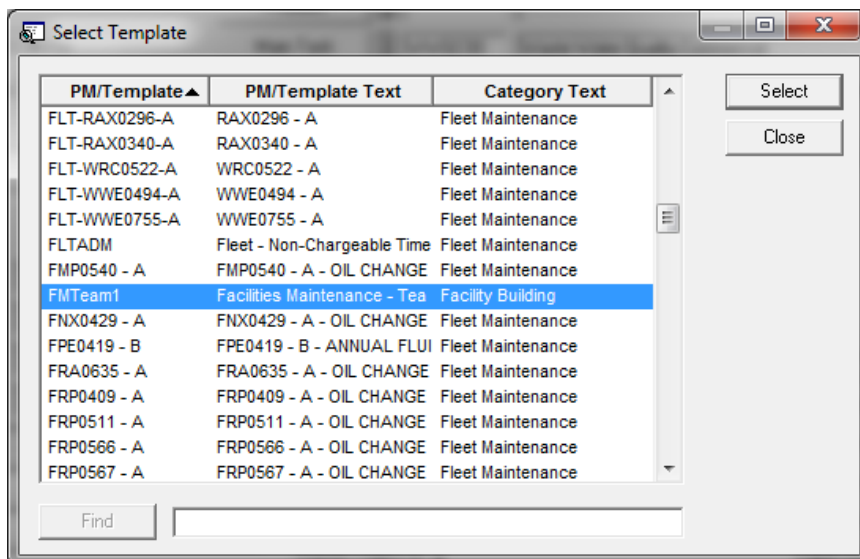 Select Template
PM/Template PM/Template Text Category Text
FLT-RAX0296-A RAX0296 - A Fleet Maintenance
FLT-RAX0340-A RAX0340 - A Fleet Maintenance
FLT-WRC0522-A WRC0522 - A Fleet Maintenance
FLT-WWE0494-A WWE0494 - A Fleet Maintenance
FLT-WWE0755-A WWE0755 - A Fleet Maintenance
FLTADM Fleet - Non-Chargeable Time Fleet Maintenance
FMP0540 - A FMP0540 - A - OIL CHANGE Fleet Maintenance
FMTeam1 Facilities Maintenance - Tea Facility Building
FNX0429 - A FNX0429 - A - OIL CHANGE Fleet Maintenance
FPE0419 - B FPE0419 - B - ANNUAL FLUI Fleet Maintenance
FRA0635 - A FRA0635 - A - OIL CHANGE Fleet Maintenance
FRP0409 - A FRP0409 - A - OIL CHANGE Fleet Maintenance
FRP0511 - A FRP0511 - A - OIL CHANGE Fleet Maintenance
FRP0566 - A FRP0566 - A - OIL CHANGE Fleet Maintenance
FRP0567 - A FRP0567 - A - OIL CHANGE Fleet Maintenance
Select
Close
Find